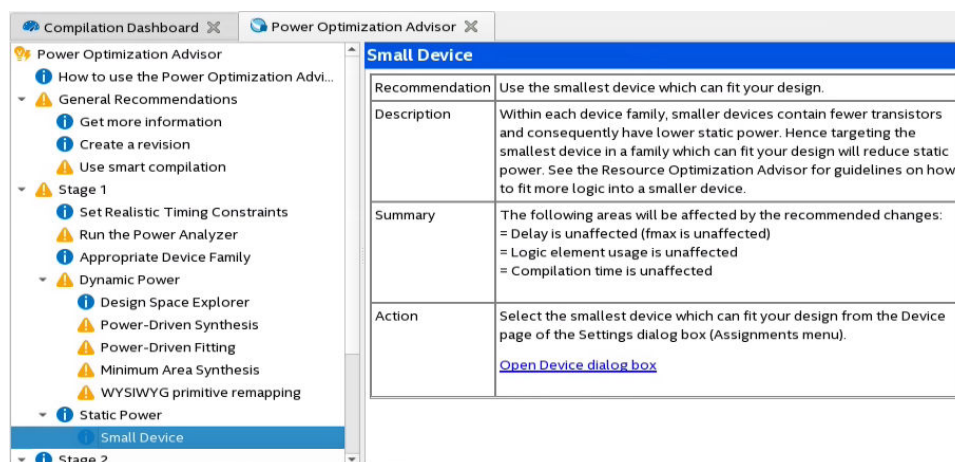 Compilation Dashboard
Power Optimization Advisor
Power Optimization Advisor
How to use the Power Optimization Advi...
General Recommendations
Get more information
Create a revision
Use smart compilation
Stage 1
Set Realistic Timing Constraints
Run the Power Analyzer
Appropriate Device Family
Dynamic Power
Design Space Explorer
Power-Driven Synthesis
Power-Driven Fitting
Minimum Area Synthesis
WYSIWYG primitive remapping
Static Power
Small Device
Stage 2
Small Device
Recommendation
Use the smallest device which can fit your design.
Description
Within each device family, smaller devices contain fewer transistors
and consequently have lower static power. Hence targeting the
smallest device in a family which can fit your design will reduce static
power. See the Resource Optimization Advisor for guidelines on how
to fit more logic into a smaller device.
Summary
The following areas will be affected by the recommended changes:
= Delay is unaffected (fmax is unaffected)
= Logic element usage is unaffected
= Compilation time is unaffected
Action
Select the smallest device which can fit your design from the Device
page of the Settings dialog box (Assignments menu).
Open Device dialog box